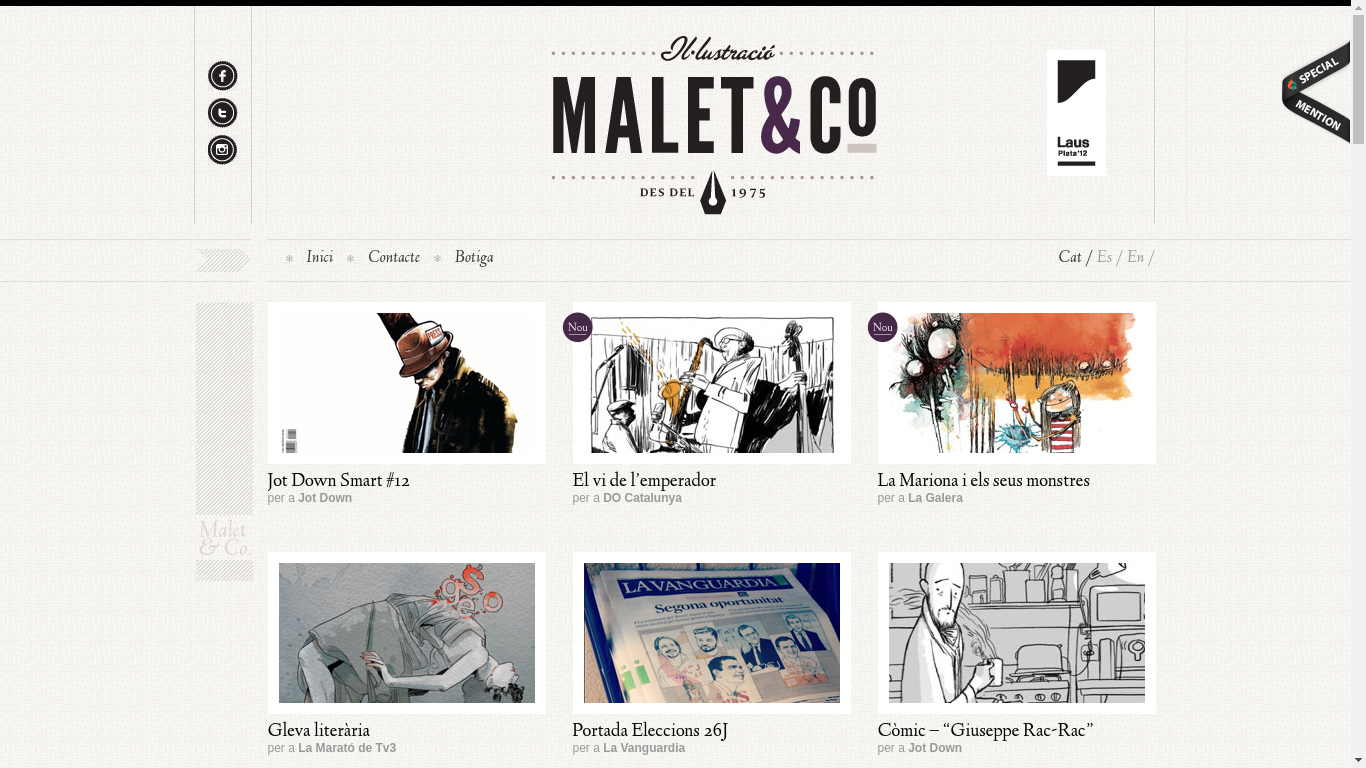 Il·lustració
MALET&Co
DES DEL 1975
Laus
Plata'12
SPECIAL
MENTION
Inici
Contacte
Botiga
Cat / Es / En /
Malet
& Co.
Nou
Nou
Jot Down Smart #12
per a Jot Down
El vi de l'emperador
per a DO Catalunya
La Mariona i els seus monstres
per a La Galera
LA VANGUARDIA
Segona oportunitat
Gleva literària
per a La Marató de Tv3
Portada Eleccions 26J
per a La Vanguardia
Còmic – “Giuseppe Rac-Rac”
per a Jot Down